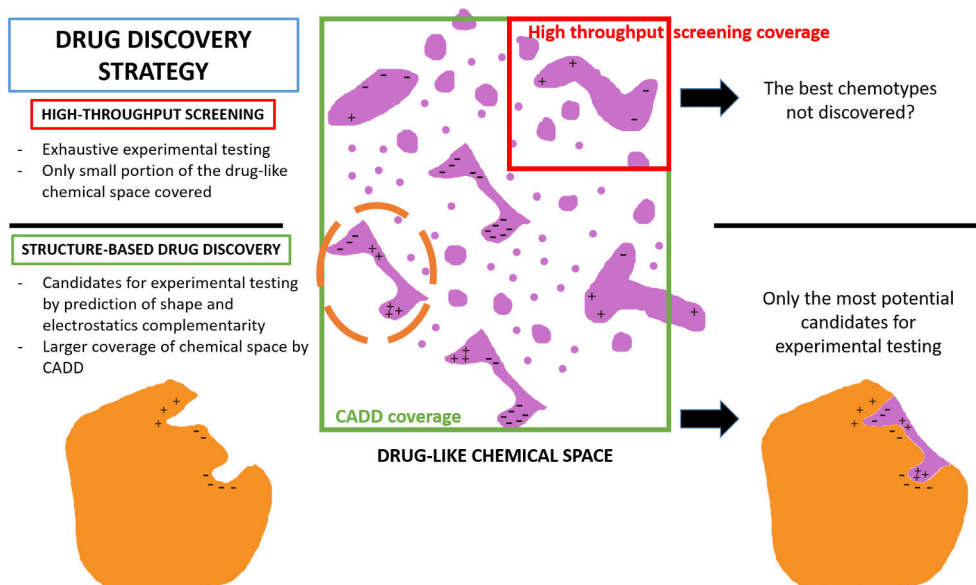 DRUG DISCOVERY
STRATEGY
HIGH-THROUGHPUT SCREENING
- Exhaustive experimental testing
- Only small portion of the drug-like
chemical space covered
STRUCTURE-BASED DRUG DISCOVERY
- Candidates for experimental testing
by prediction of shape and
electrostatics complementarity
- Larger coverage of chemical space by
CADD
High throughput screening coverage
CADD coverage
DRUG-LIKE CHEMICAL SPACE
The best chemotypes
not discovered?
Only the most potential
candidates for
experimental testing